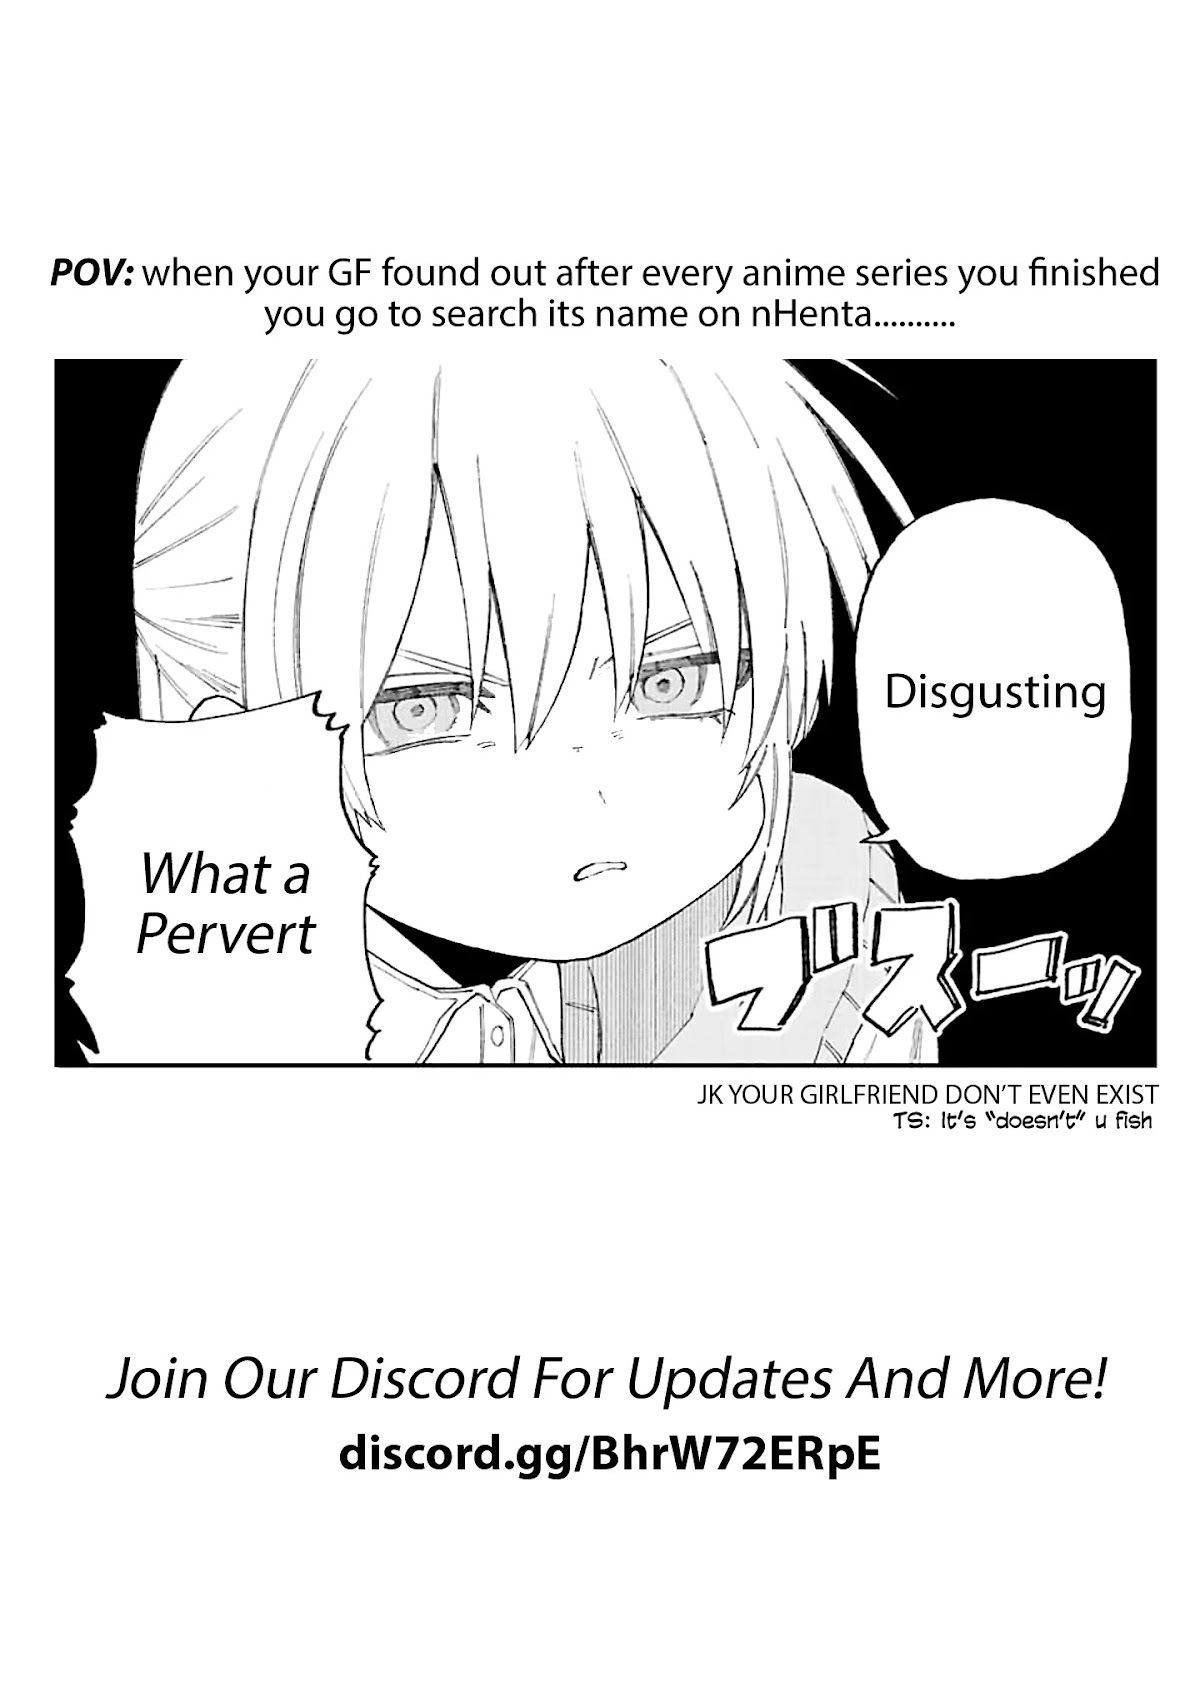 POV: when your GF found out after every anime series you finished
you go to search its name on nHenta..........
Disgusting
What a
Pervert
ブスーッ
JK YOUR GIRLFRIEND DON'T EVEN EXIST
TS: It's "doesn't" u fish
Join Our Discord For Updates And More!
discord.gg/BhrW72ERpE